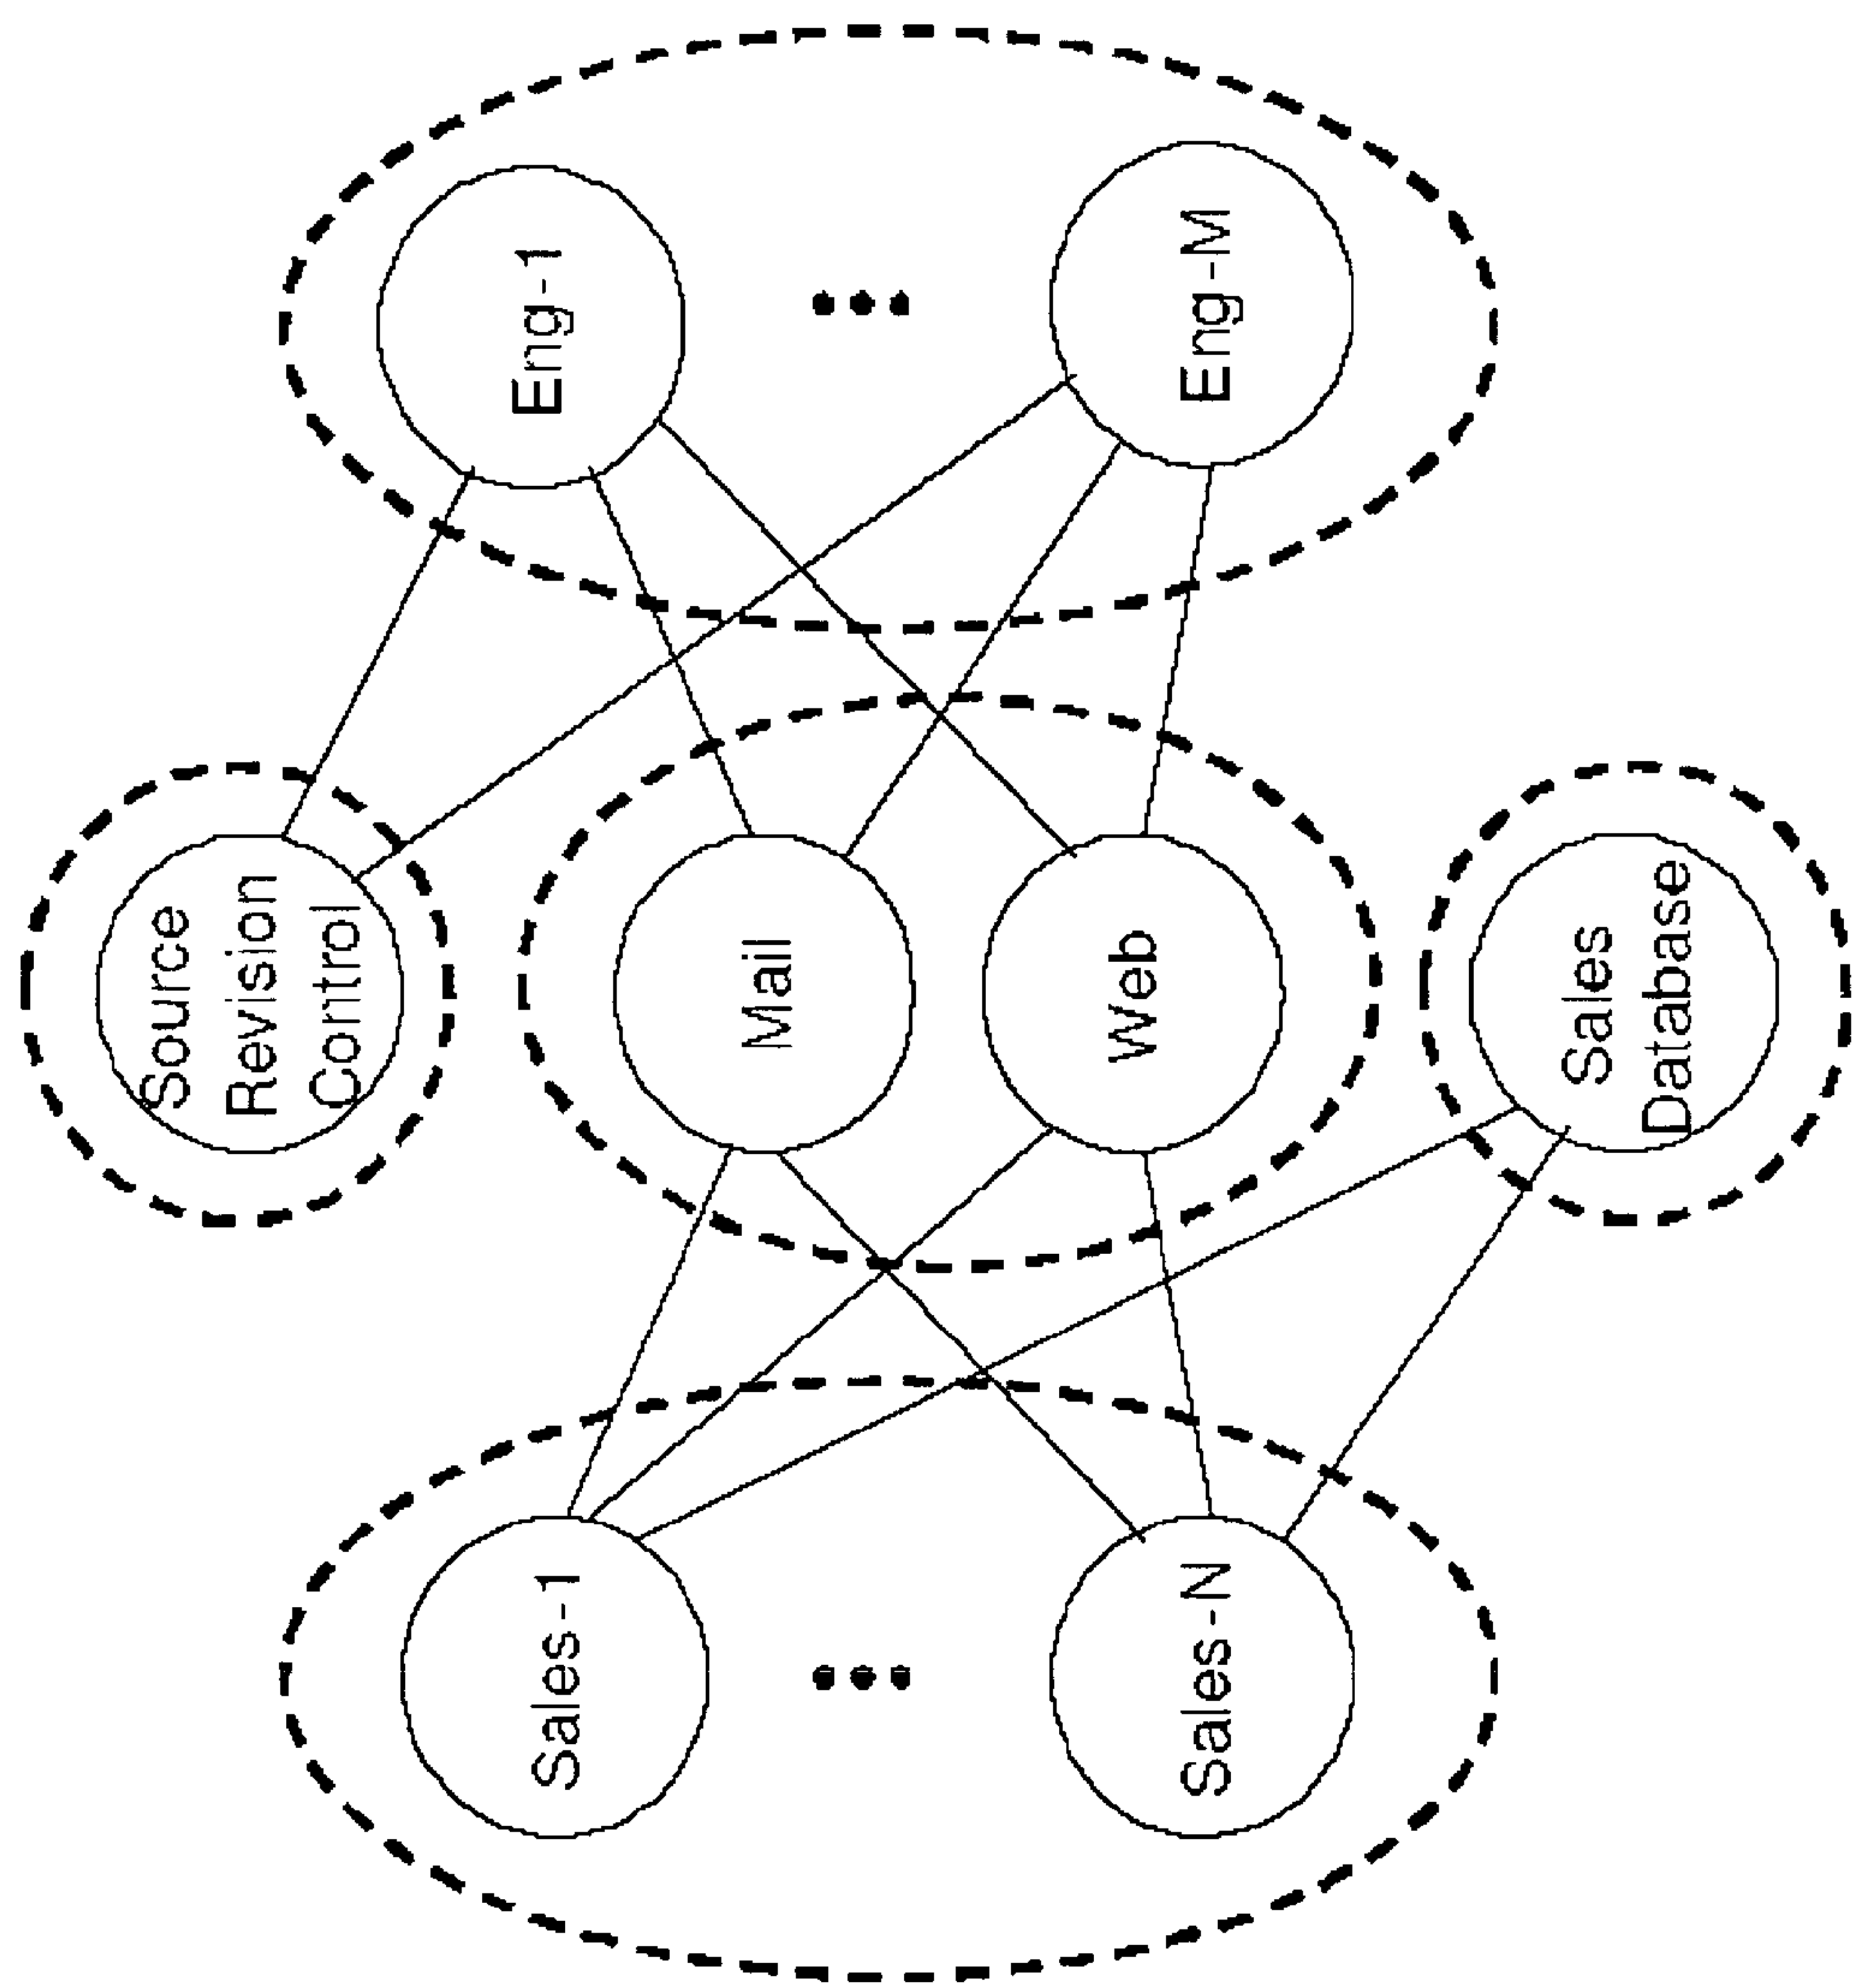 Source
Revision
Control
Sales-1
Mail
Eng-1
•••
•••
Web
Sales-N
Eng-M
Sales
Database